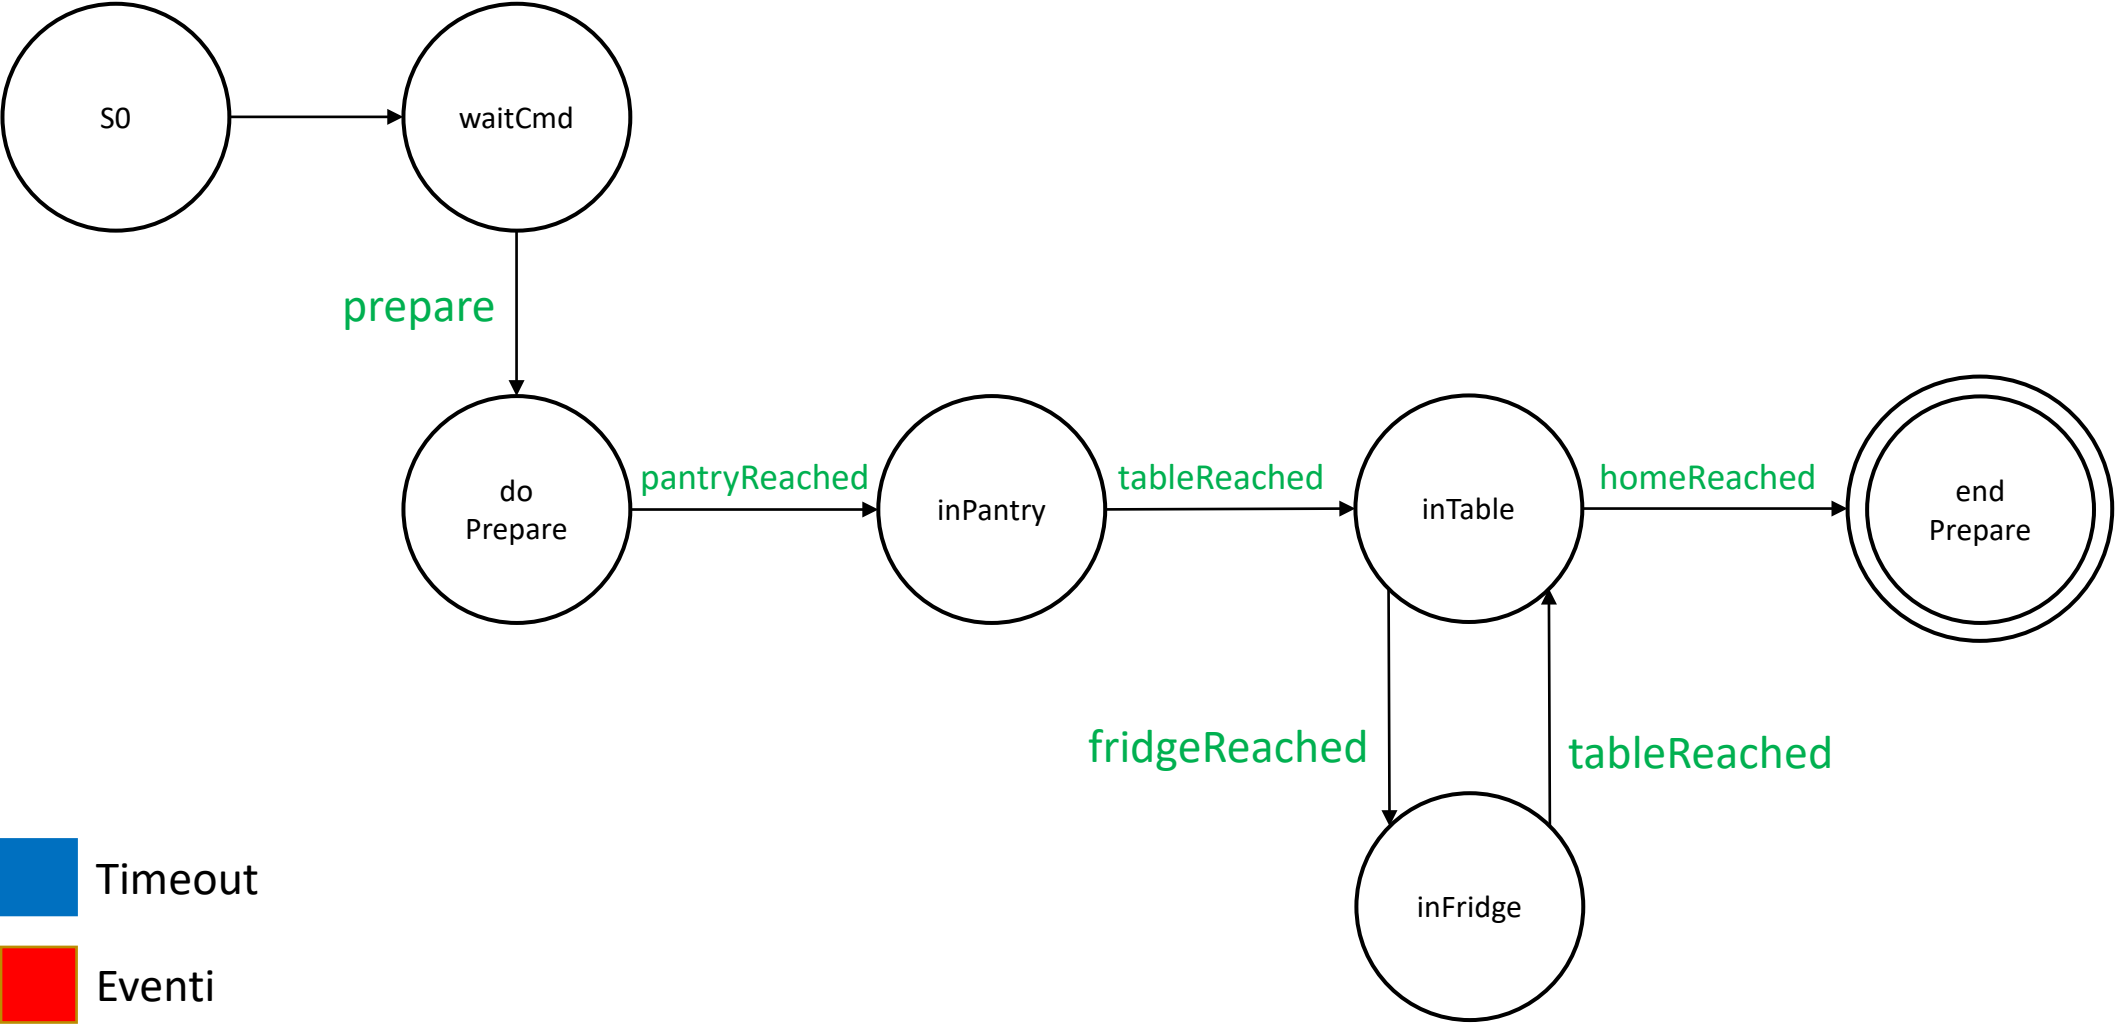 S0
waitCmd
prepare
do
Prepare
pantryReached
inPantry
tableReached
inTable
homeReached
end
Prepare
fridgeReached
tableReached
inFridge
Timeout
Eventi